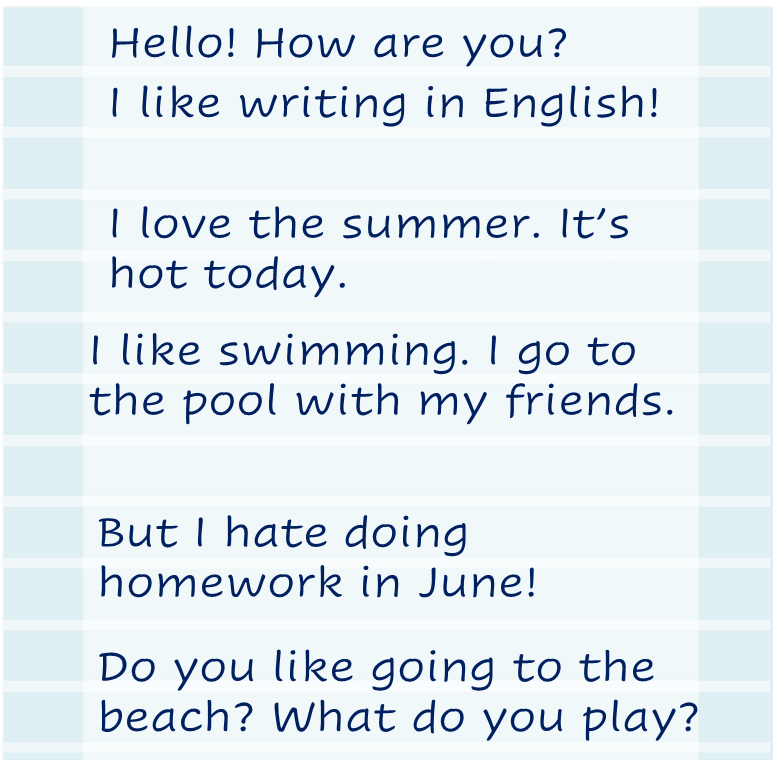 Hello! How are you?
I like writing in English!
I love the summer. It's
hot today.
I like swimming. I go to
the pool with my friends.
But I hate doing
homework in June!
Do you like going to the
beach? What do you play?